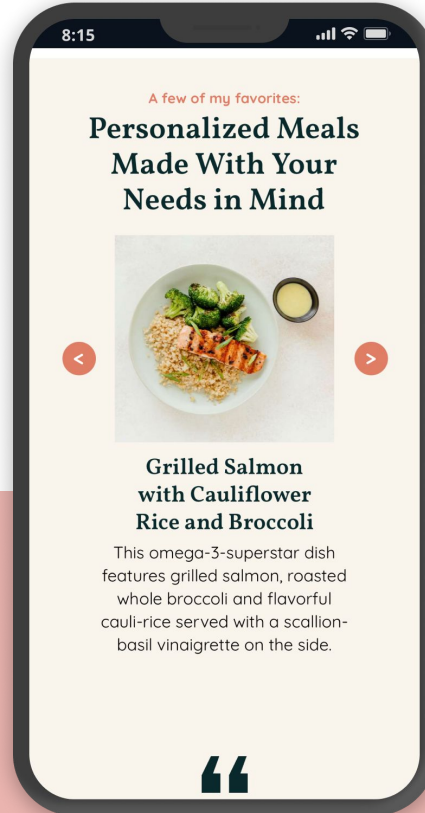 8:15
A few of my favorites:
Personalized Meals
Made With Your
Needs in Mind
<
>
Grilled Salmon
with Cauliflower
Rice and Broccoli
This omega-3-superstar dish
features grilled salmon, roasted
whole broccoli and flavorful
cauli-rice served with a scallion-
basil vinaigrette on the side.
“